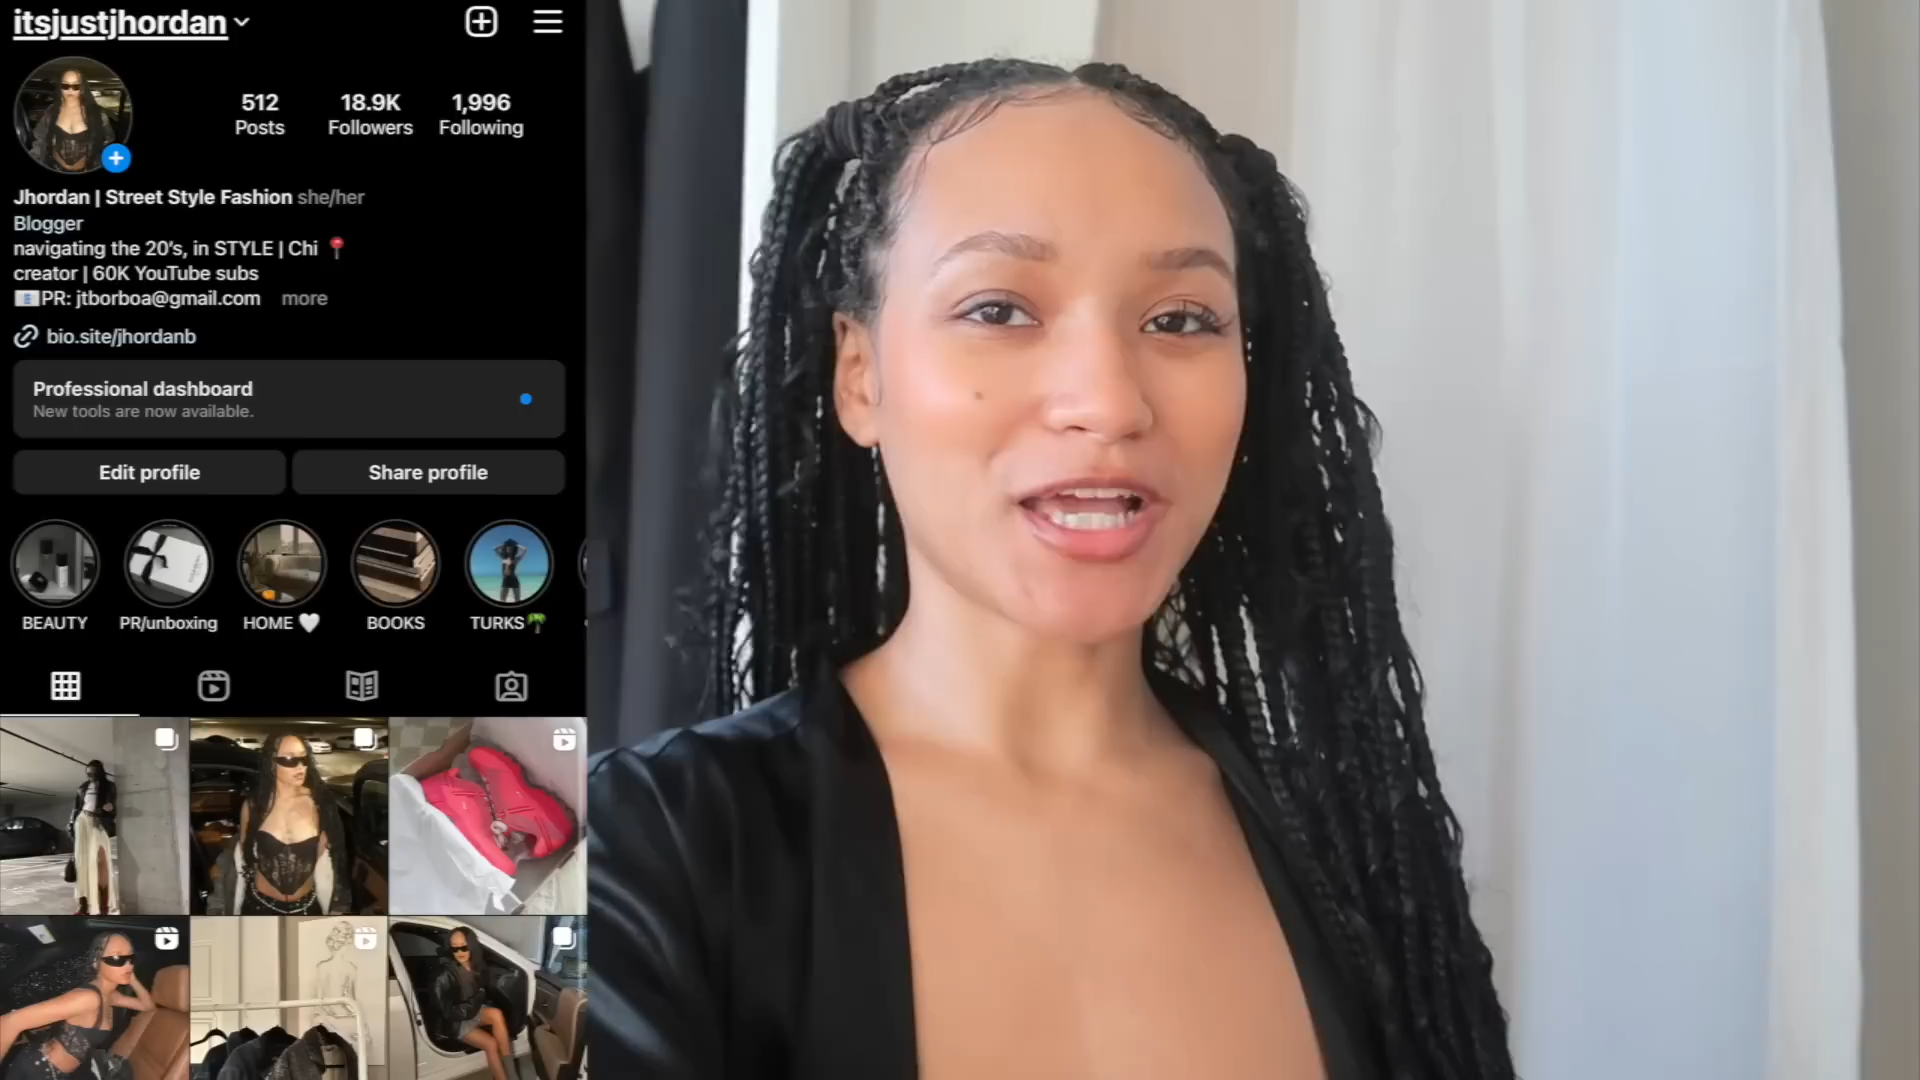 itsjustjhordan
512
Posts
18.9K
Followers
1,996
Following
Jhordan | Street Style Fashion she/her
Blogger
navigating the 20's, in STYLE | Chi 📍
creator | 60K YouTube subs
📧PR: jtborboa@gmail.com more
bio.site/jhordanb
Professional dashboard
New tools are now available.
Edit profile
Share profile
BEAUTY
PR/unboxing
HOME 🤍
BOOKS
TURKS🌴